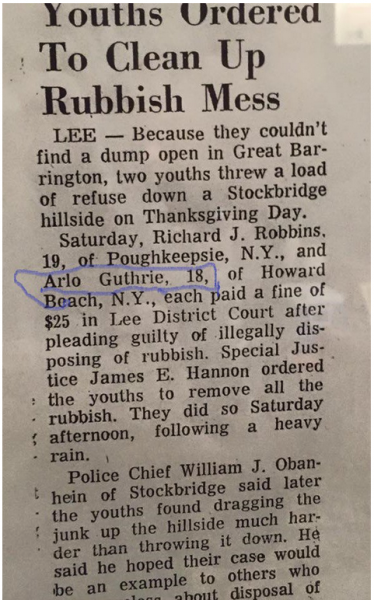 Youths Ordered
To Clean Up
Rubbish Mess
LEE — Because they couldn't
find a dump open in Great Bar-
rington, two youths threw a load
of refuse down a Stockbridge
hillside on Thanksgiving Day.
Saturday, Richard J. Robbins,
19, of Poughkeepsie, N.Y., and
Arlo Guthrie, 18, of Howard
Beach, N.Y., each paid a fine of
$25 in Lee District Court after
pleading guilty of illegally dis-
posing of rubbish. Special Jus-
tice James E. Hannon ordered
the youths to remove all the
rubbish. They did so Saturday
afternoon, following a heavy
rain.
Police Chief William J. Oban-
hein of Stockbridge said later
the youths found dragging the
junk up the hillside much har-
der than throwing it down. He
said he hoped their case would
be an example to others who
about disposal of